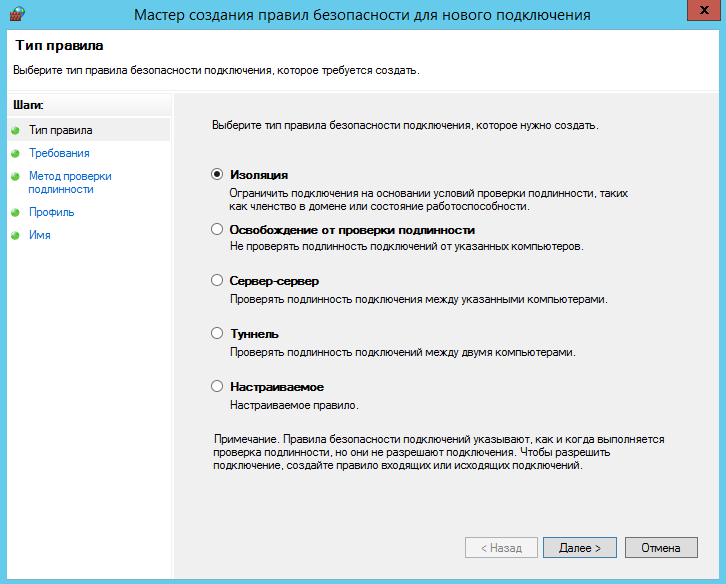 Мастер создания правил безопасности для нового подключения
x
Тип правила
Выберите тип правила безопасности подключения, которое требуется создать.
Шаги:
Тип правила
Требования
Метод проверки
подлинности
Профиль
Имя
Выберите тип правила безопасности подключения, которое нужно создать.
Изоляция
Ограничить подключения на основании условий проверки подлинности, таких
как членство в домене или состояние работоспособности.
Освобождение от проверки подлинности
Не проверять подлинность подключений от указанных компьютеров.
Сервер-сервер
Проверять подлинность подключения между указанными компьютерами.
Туннель
Проверять подлинность подключений между двумя компьютерами.
Настраиваемое
Настраиваемое правило.
Примечание. Правила безопасности подключений указывают, как и когда выполняется
проверка подлинности, но они не разрешают подключения. Чтобы разрешить
подключение, создайте правило входящих или исходящих подключений.
< Назад
Далее >
Отмена